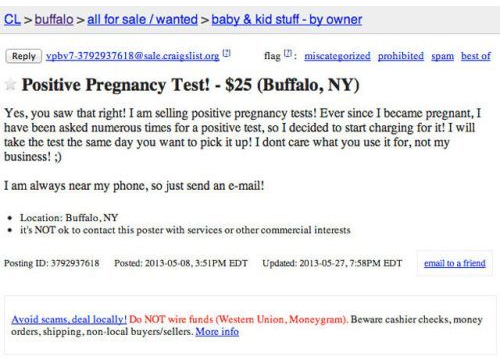 CL > buffalo > all for sale / wanted > baby & kid stuff - by owner
Reply vpbv7-3792937618@sale.craigslist.org [?] flag [?] : miscategorized prohibited spam best of
Positive Pregnancy Test! - $25 (Buffalo, NY)
Yes, you saw that right! I am selling positive pregnancy tests! Ever since I became pregnant, I
have been asked numerous times for a positive test, so I decided to start charging for it! I will
take the test the same day you want to pick it up! I dont care what you use it for, not my
business! ;)
I am always near my phone, so just send an e-mail!
• Location: Buffalo, NY
• it's NOT ok to contact this poster with services or other commercial interests
Posting ID: 3792937618 Posted: 2013-05-08, 3:51PM EDT Updated: 2013-05-27, 7:58PM EDT email to a friend
Avoid scams, deal locally! Do NOT wire funds (Western Union, Moneygram). Beware cashier checks, money
orders, shipping, non-local buyers/sellers. More info